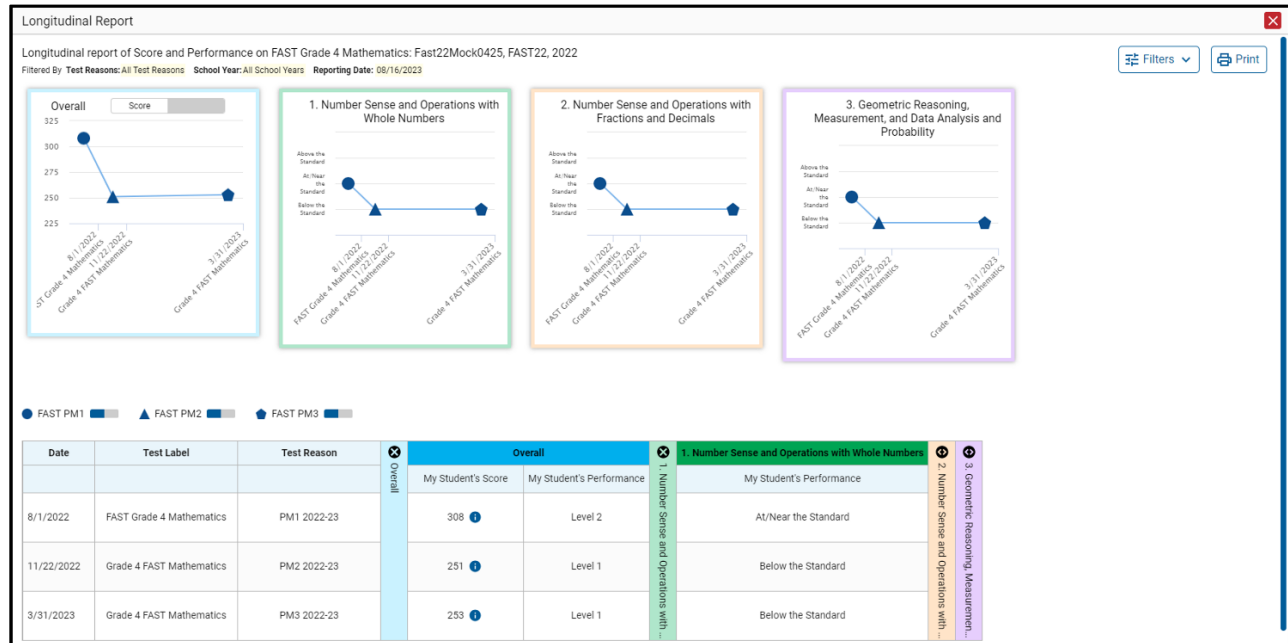 Longitudinal Report
Longitudinal report of Score and Performance on FAST Grade 4 Mathematics: Fast22Mock0425, FAST22, 2022
Filtered By Test Reasons: All Test Reasons School Year: All School Years Reporting Date: 08/16/2023
Filters
Print
Overall
Score
325
300
275
250
225
8/1/2022
ST Grade 4 Mathematics
11/22/2022
Grade 4 FAST Mathematics
3/31/2023
Grade 4 FAST Mathematics
1. Number Sense and Operations with
Whole Numbers
Above the
Standard
At/Near
the
Standard
Below the
Standard
8/1/2022
FAST Grade 4 Mathematics
11/22/2022
Grade 4 FAST Mathematics
3/31/2023
Grade 4 FAST Mathematics
2. Number Sense and Operations with
Fractions and Decimals
Above the
Standard
At/Near
the
Standard
Below the
Standard
8/1/2022
FAST Grade 4 Mathematics
11/22/2022
Grade 4 FAST Mathematics
3/31/2023
Grade 4 FAST Mathematics
3. Geometric Reasoning,
Measurement, and Data Analysis and
Probability
Above the
Standard
At/Near
the
Standard
Below the
Standard
8/1/2022
FAST Grade 4 Mathematics
11/22/2022
Grade 4 FAST Mathematics
3/31/2023
Grade 4 FAST Mathematics
FAST PM1 FAST PM2 FAST PM3
Date Test Label Test Reason Overall Overall 1. Number Sense and Operations with ... 1. Number Sense and Operations with Whole Numbers 2. Number Sense and Operations with ... 3. Geometric Reasoning, Measuremen...
My Student's Score My Student's Performance My Student's Performance
8/1/2022 FAST Grade 4 Mathematics PM1 2022-23 308 Level 2 At/Near the Standard
11/22/2022 Grade 4 FAST Mathematics PM2 2022-23 251 Level 1 Below the Standard
3/31/2023 Grade 4 FAST Mathematics PM3 2022-23 253 Level 1 Below the Standard